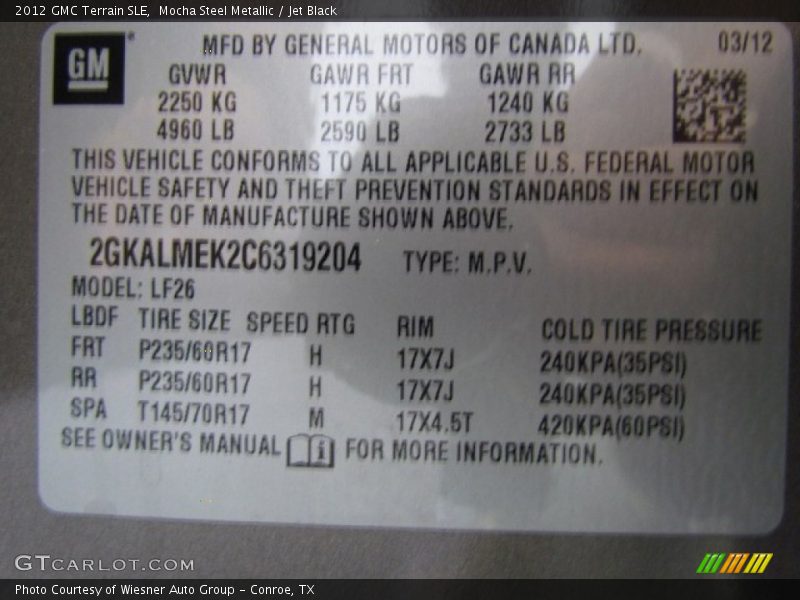 2012 GMC Terrain SLE,  Mocha Steel Metallic / Jet Black
GM
MFD BY GENERAL MOTORS OF CANADA LTD. 03/12
GVWR GAWR FRT GAWR RR
2250 KG 1175 KG 1240 KG
4960 LB 2590 LB 2733 LB
THIS VEHICLE CONFORMS TO ALL APPLICABLE U.S. FEDERAL MOTOR
VEHICLE SAFETY AND THEFT PREVENTION STANDARDS IN EFFECT ON
THE DATE OF MANUFACTURE SHOWN ABOVE.
2GKALMEK2C6319204 TYPE: M.P.V.
MODEL: LF26
LBDF TIRE SIZE SPEED RTG RIM COLD TIRE PRESSURE
FRT P235/60R17 H 17X7J 240KPA(35PSI)
RR P235/60R17 H 17X7J 240KPA(35PSI)
SPA T145/70R17 M 17X4.5T 420KPA(60PSI)
SEE OWNER'S MANUAL i FOR MORE INFORMATION.
GTCARLOT.COM
Photo Courtesy of Wiesner Auto Group - Conroe, TX